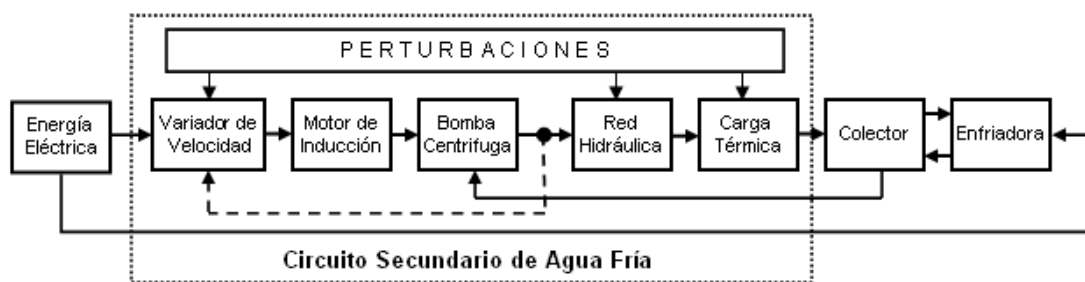 PERTURBACIONES
Energía
Eléctrica
Variador de
Velocidad
Motor de
Inducción
Bomba
Centrifuga
Red
Hidráulica
Carga
Térmica
Colector
Enfriadora
Circuito Secundario de Agua Fría